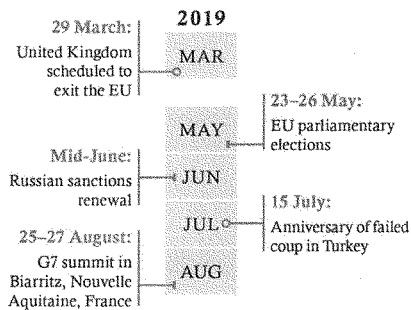 2019
29 March:
United Kingdom
scheduled to
exit the EU
MAR
23–26 May:
EU parliamentary
elections
MAY
Mid-June:
Russian sanctions
renewal
JUN
15 July:
Anniversary of failed
coup in Turkey
JUL
25–27 August:
G7 summit in
Biarritz, Nouvelle
Aquitaine, France
AUG